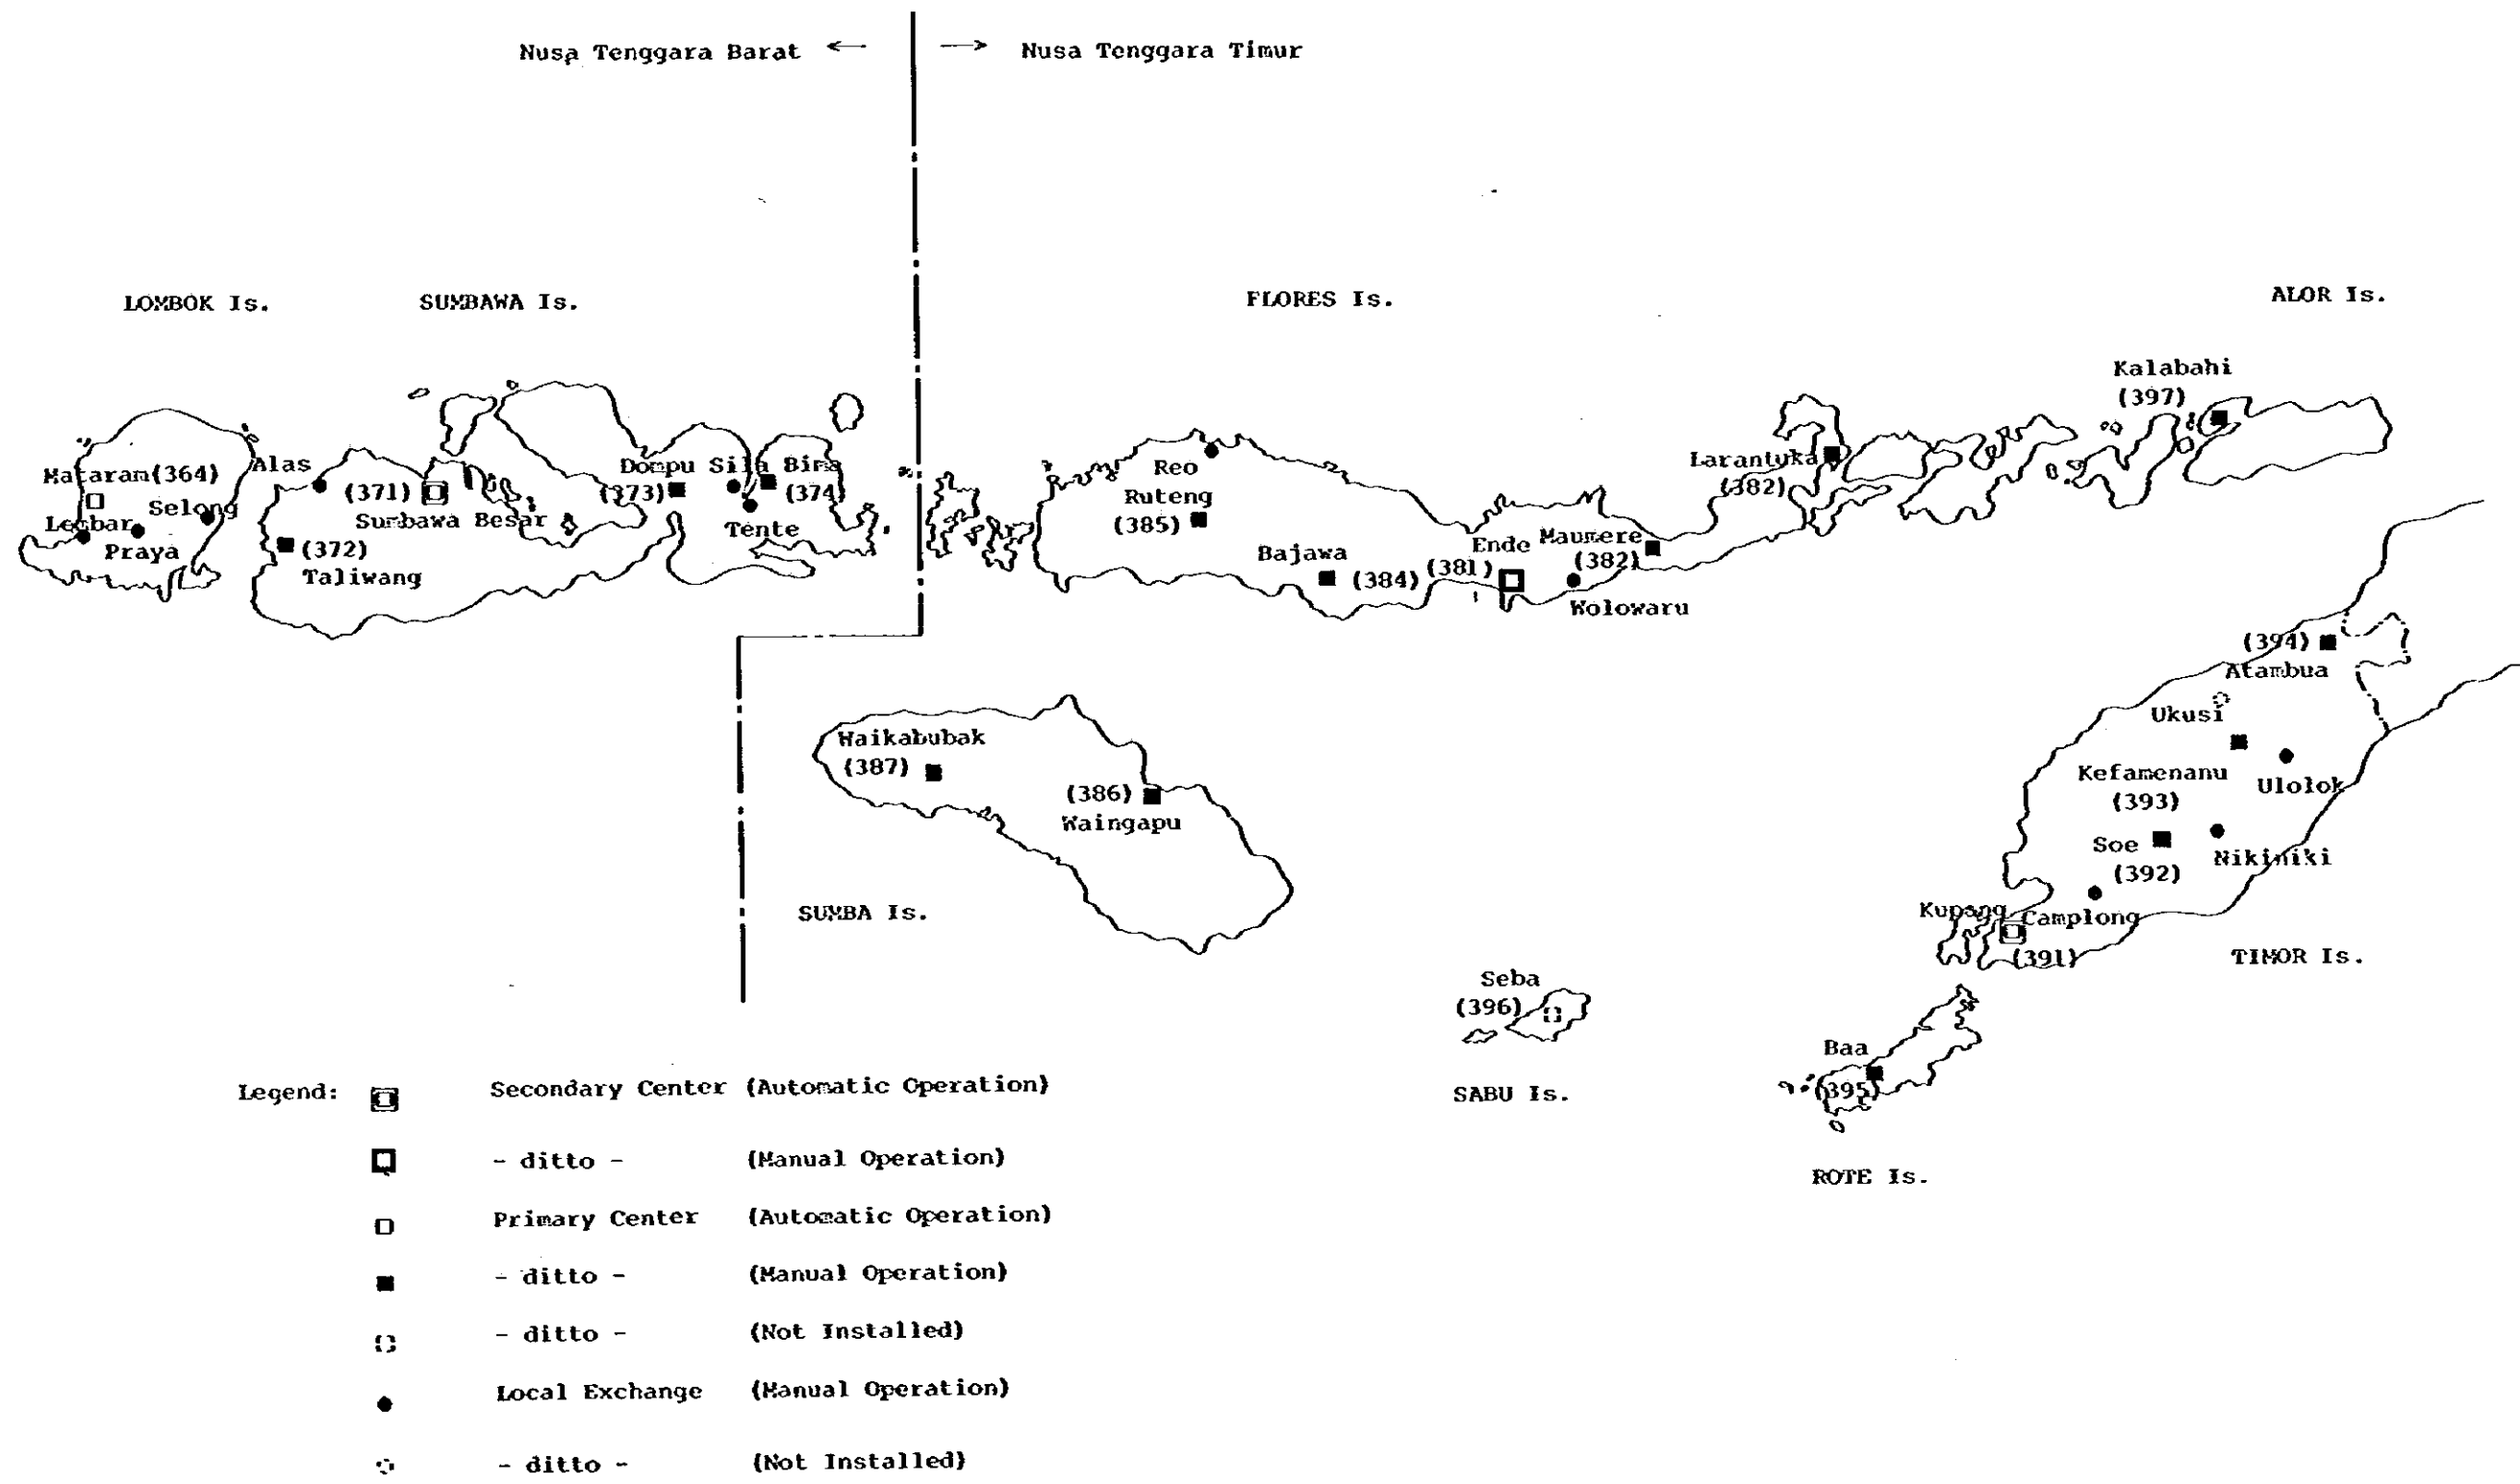 Nusa Tenggara Barat ← → Nusa Tenggara Timur
LOMBOK Is.
SUMBAWA Is.
FLORES Is.
ALOR Is.
Kalabahi
(397)
Mataram(364)
Alas
Selong
Lembar
Praya
(371)
Sumbawa Besar
(372)
Taliwang
Dompu Sila Bima
(373)
(374)
Tente
Reo
Ruteng
(385)
Bajawa
(384)
(381)
Ende
Maumere
(382)
Wolowaru
Larantuka
(382)
(394)
Atambua
Ukusi
Kefamenanu
(393)
Ulolok
Soe
(392)
Nikiniki
Kupang
Camplong
(391)
TIMOR Is.
Waikabubak
(387)
(386)
Waingapu
SUMBA Is.
Seba
(396)
SABU Is.
Baa
(395)
ROTE Is.
Legend:
Secondary Center (Automatic Operation)
- ditto - (Manual Operation)
Primary Center (Automatic Operation)
- ditto - (Manual Operation)
- ditto - (Not Installed)
Local Exchange (Manual Operation)
- ditto - (Not Installed)